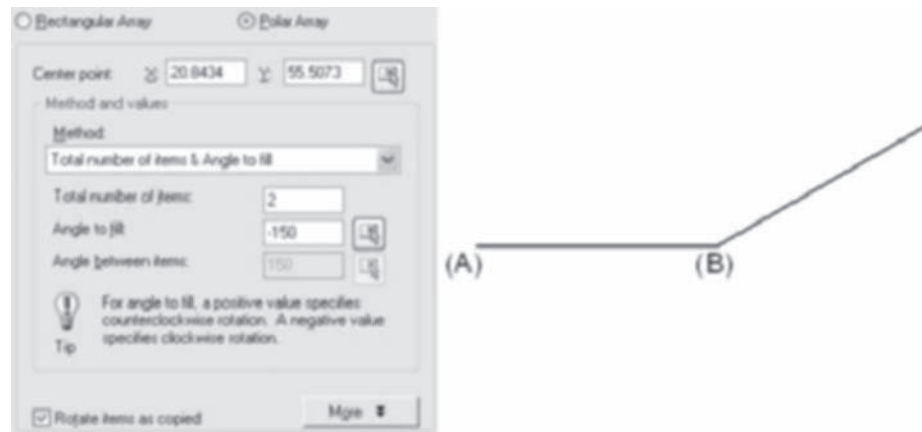 Rectangular Array Polar Array
Center point: X: 20.8434 Y: 55.5073
Method and values
Method:
Total number of items & Angle to fill
Total number of items: 2
Angle to fill: -150
Angle between items: 150
For angle to fill, a positive value specifies
counterclockwise rotation. A negative value
specifies clockwise rotation.
Tip
Rotate items as copied More
(A) (B)